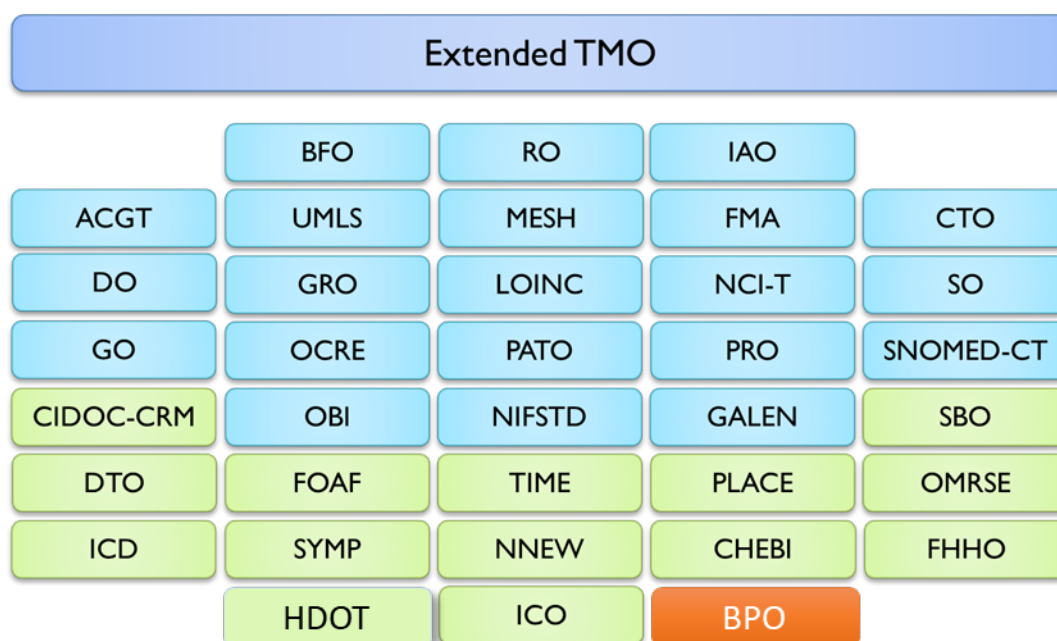 Extended TMO
BFO RO IAO
ACGT UMLS MESH FMA CTO
DO GRO LOINC NCI-T SO
GO OCRE PATO PRO SNOMED-CT
CIDOC-CRM OBI NIFSTD GALEN SBO
DTO FOAF TIME PLACE OMRSE
ICD SYMP NNEW CHEBI FHHO
HDOT ICO BPO